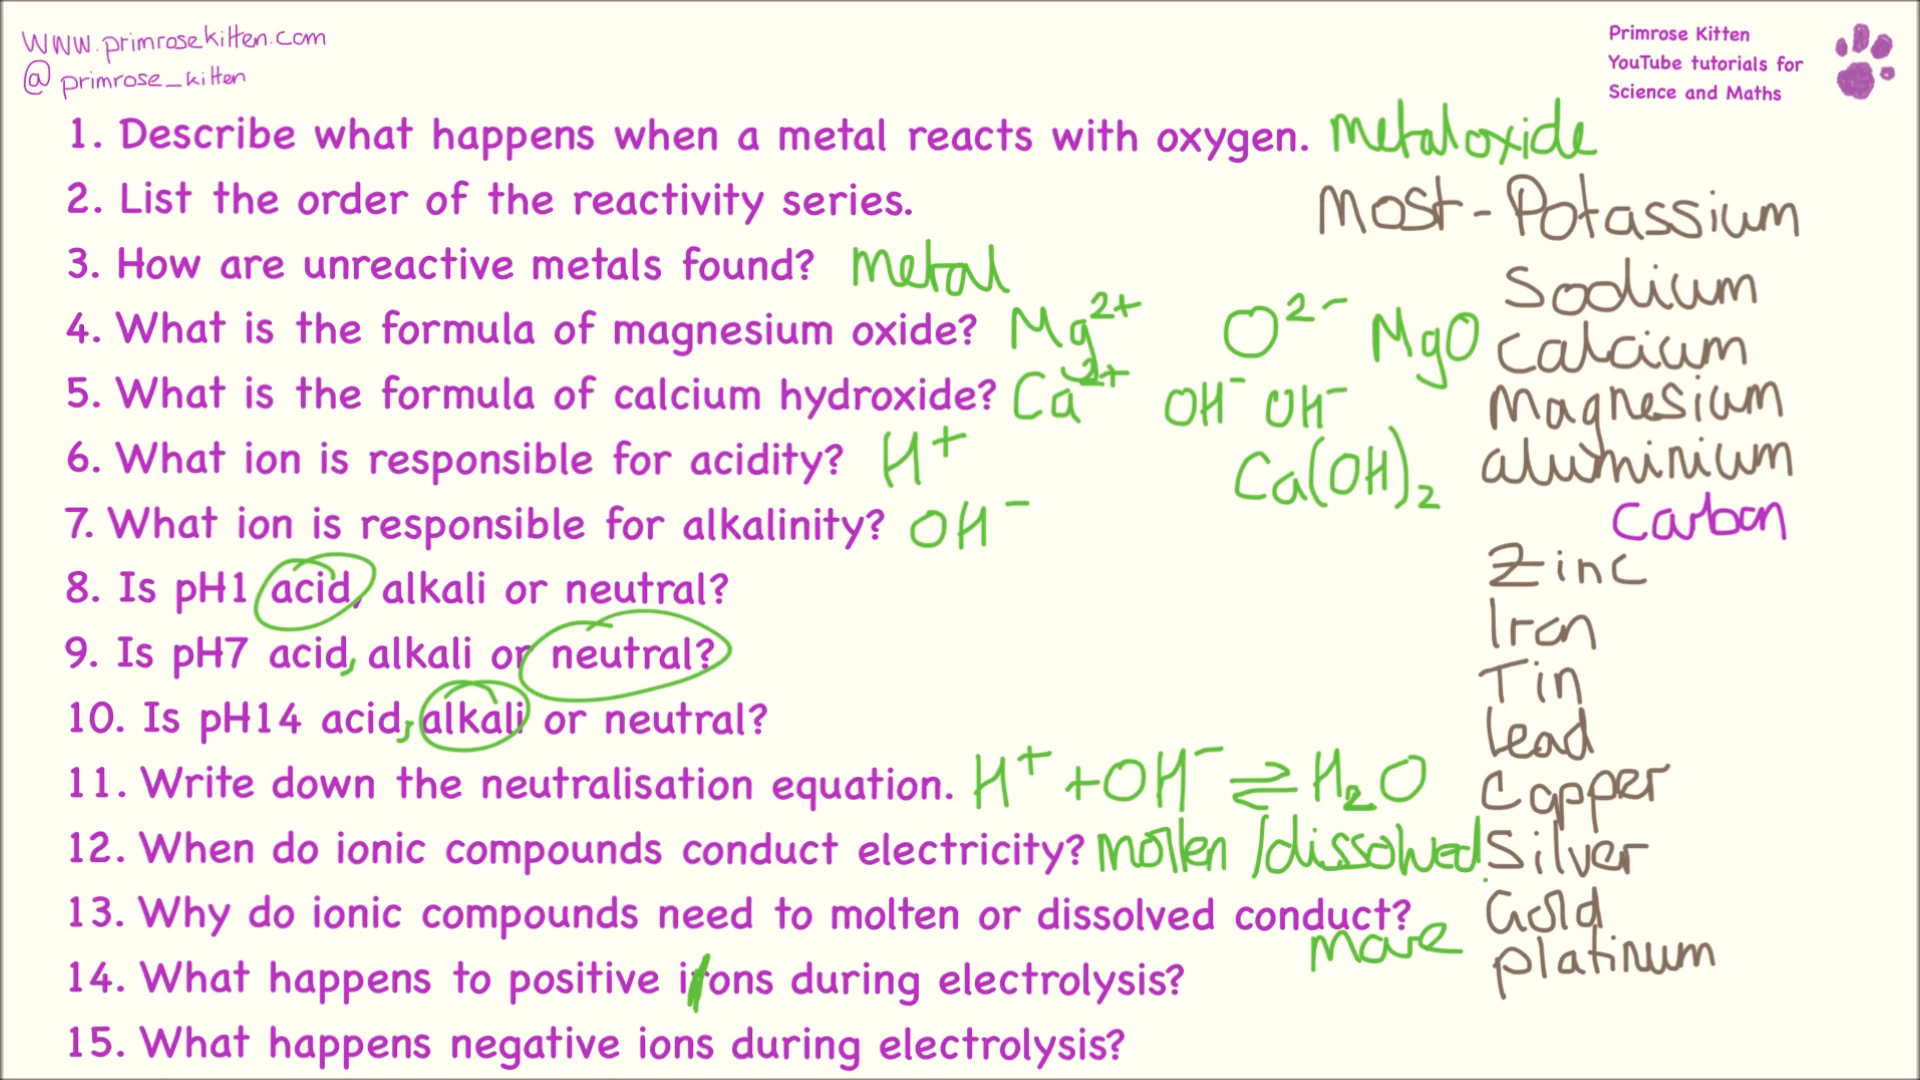 www.primrosekitten.com
@primrose_kitten
Primrose Kitten
YouTube tutorials for
Science and Maths
1. Describe what happens when a metal reacts with oxygen. metal oxide
2. List the order of the reactivity series. most - Potassium
Sodium
3. How are unreactive metals found? metal
4. What is the formula of magnesium oxide? Mg²⁺ O²⁻ MgO
Calcium
5. What is the formula of calcium hydroxide? Ca²⁺ OH⁻ OH⁻
Magnesium
6. What ion is responsible for acidity? H⁺ Ca(OH)₂
aluminium
Carbon
7. What ion is responsible for alkalinity? OH⁻
Zinc
8. Is pH1 acid, alkali or neutral?
Iron
9. Is pH7 acid, alkali or neutral?
Tin
10. Is pH14 acid, alkali or neutral?
Lead
11. Write down the neutralisation equation. H⁺ + OH⁻ ⇌ H₂O
Copper
12. When do ionic compounds conduct electricity? molten / dissolved.
Silver
13. Why do ionic compounds need to molten or dissolved conduct?
move
Gold
platinum
14. What happens to positive irons during electrolysis?
15. What happens negative ions during electrolysis?